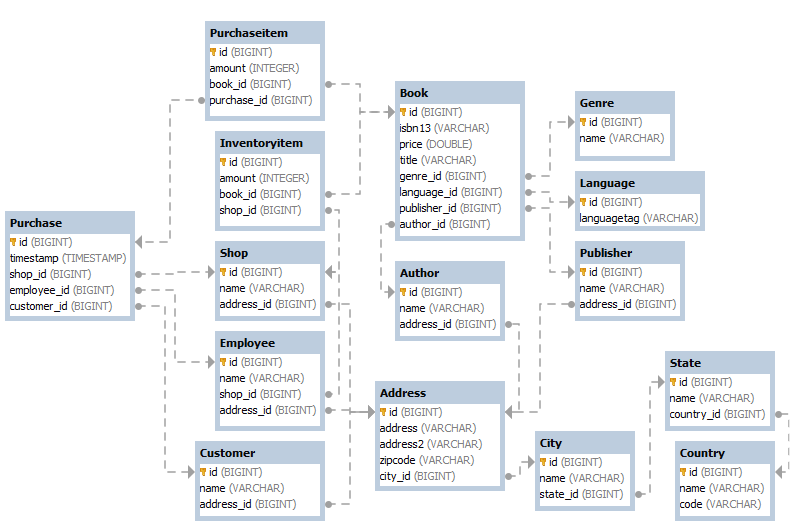 Purchaseitem
id (BIGINT)
amount (INTEGER)
book_id (BIGINT)
purchase_id (BIGINT)
Inventoryitem
id (BIGINT)
amount (INTEGER)
book_id (BIGINT)
shop_id (BIGINT)
Purchase
id (BIGINT)
timestamp (TIMESTAMP)
shop_id (BIGINT)
employee_id (BIGINT)
customer_id (BIGINT)
Shop
id (BIGINT)
name (VARCHAR)
address_id (BIGINT)
Employee
id (BIGINT)
name (VARCHAR)
shop_id (BIGINT)
address_id (BIGINT)
Customer
id (BIGINT)
name (VARCHAR)
address_id (BIGINT)
Book
id (BIGINT)
isbn13 (VARCHAR)
price (DOUBLE)
title (VARCHAR)
genre_id (BIGINT)
language_id (BIGINT)
publisher_id (BIGINT)
author_id (BIGINT)
Author
id (BIGINT)
name (VARCHAR)
address_id (BIGINT)
Address
id (BIGINT)
address (VARCHAR)
address2 (VARCHAR)
zipcode (VARCHAR)
city_id (BIGINT)
Genre
id (BIGINT)
name (VARCHAR)
Language
id (BIGINT)
languagetag (VARCHAR)
Publisher
id (BIGINT)
name (VARCHAR)
address_id (BIGINT)
City
id (BIGINT)
name (VARCHAR)
state_id (BIGINT)
State
id (BIGINT)
name (VARCHAR)
country_id (BIGINT)
Country
id (BIGINT)
name (VARCHAR)
code (VARCHAR)